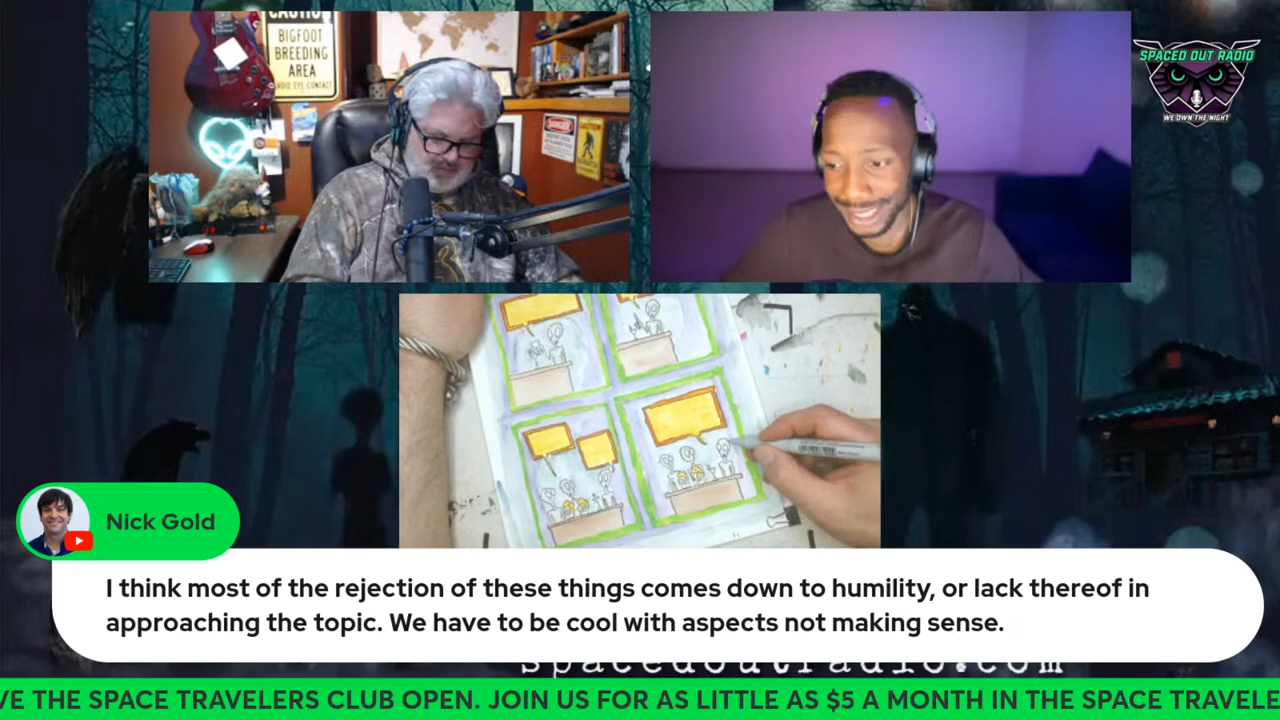 CAUTION
BIGFOOT
BREEDING
AREA
SPACED OUT RADIO
WE OWN THE NIGHT
DANGER
CAUTION
Nick Gold
I think most of the rejection of these things comes down to humility, or lack thereof in
approaching the topic. We have to be cool with aspects not making sense.
spacedoutradio.com
VE THE SPACE TRAVELERS CLUB OPEN. JOIN US FOR AS LITTLE AS $5 A MONTH IN THE SPACE TRAVELE